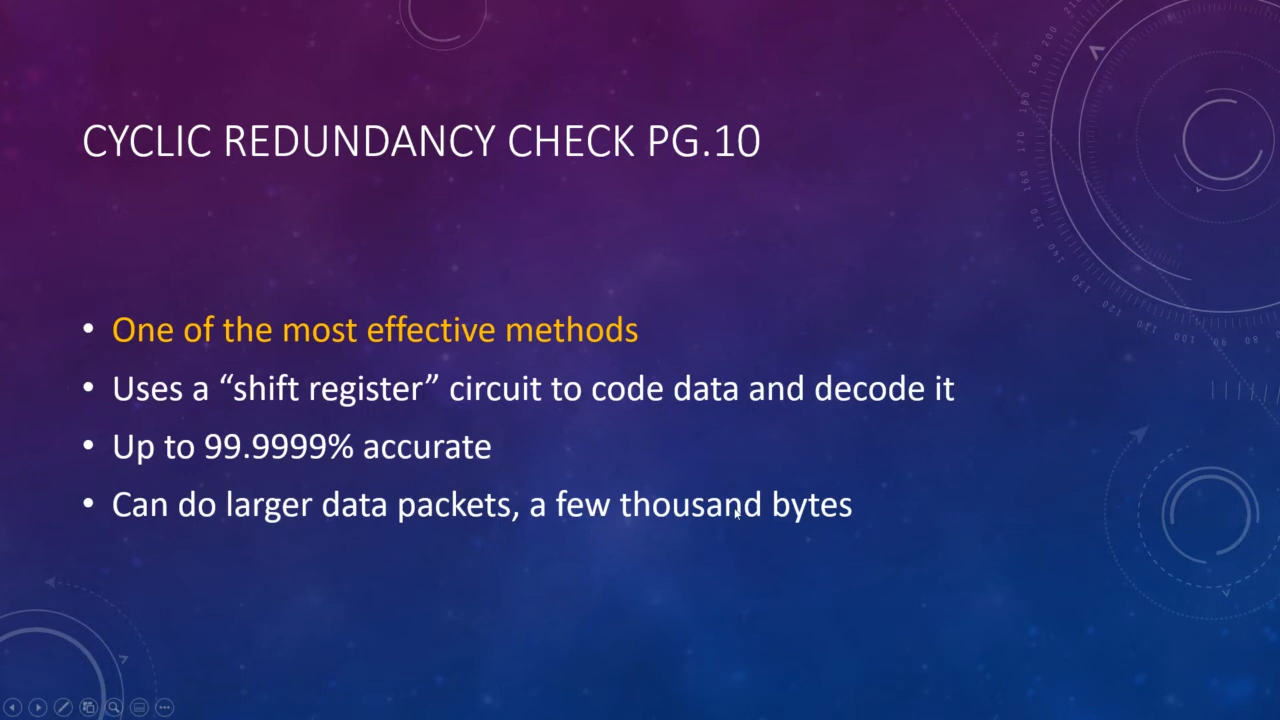 CYCLIC REDUNDANCY CHECK PG.10
• One of the most effective methods
• Uses a “shift register” circuit to code data and decode it
• Up to 99.9999% accurate
• Can do larger data packets, a few thousand bytes